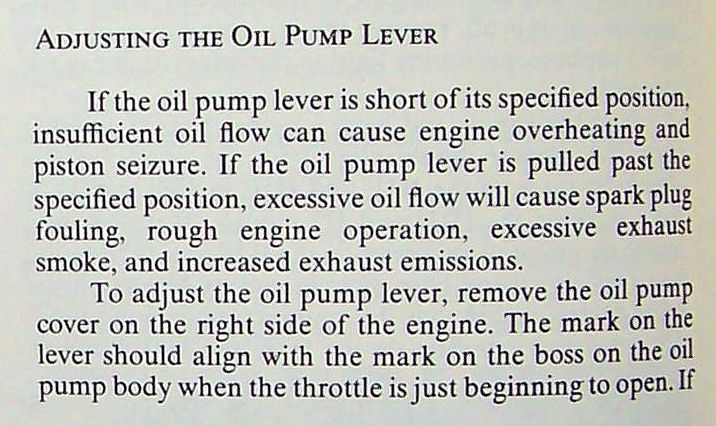 ADJUSTING THE OIL PUMP LEVER
If the oil pump lever is short of its specified position,
insufficient oil flow can cause engine overheating and
piston seizure. If the oil pump lever is pulled past the
specified position, excessive oil flow will cause spark plug
fouling, rough engine operation, excessive exhaust
smoke, and increased exhaust emissions.
To adjust the oil pump lever, remove the oil pump
cover on the right side of the engine. The mark on the
lever should align with the mark on the boss on the oil
pump body when the throttle is just beginning to open. If